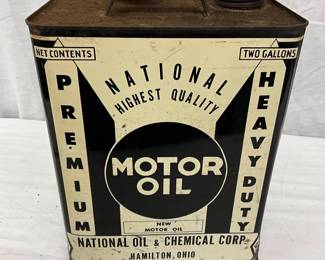 NET CONTENTS
TWO GALLONS
NATIONAL
HIGHEST QUALITY
PREMIUM
HEAVY DUTY
MOTOR
OIL
NEW
MOTOR OIL
NATIONAL OIL & CHEMICAL CORP.
HAMILTON, OHIO